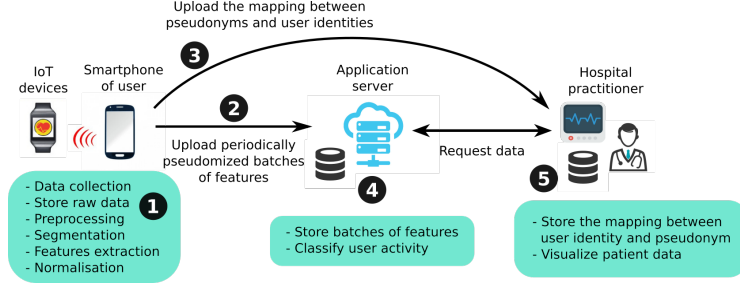 Upload the mapping between
pseudonyms and user identities
3
IoT
devices
Smartphone
of user
Application
server
Hospital
practitioner
2
Upload periodically
pseudomized batches
of features
Request data
1
- Data collection
- Store raw data
- Preprocessing
- Segmentation
- Features extraction
- Normalisation
4
- Store batches of features
- Classify user activity
5
- Store the mapping between
user identity and pseudonym
- Visualize patient data